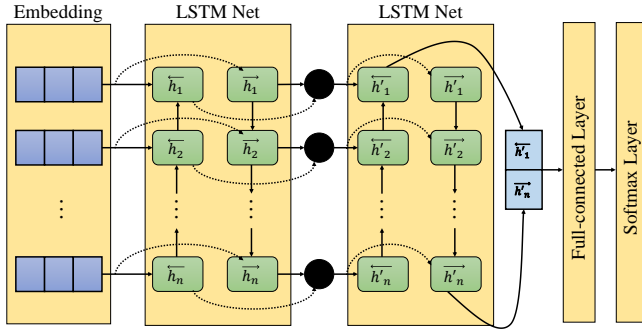 Embedding LSTM Net LSTM Net
←h₁ →h₁ ←h′₁ →h′₁
←h₂ →h₂ ←h′₂ →h′₂
←h′₁
→h′ₙ
⋮ ⋮ ⋮ ⋮ ⋮
←hₙ →hₙ ←h′ₙ →h′ₙ
Full-connected Layer
Softmax Layer